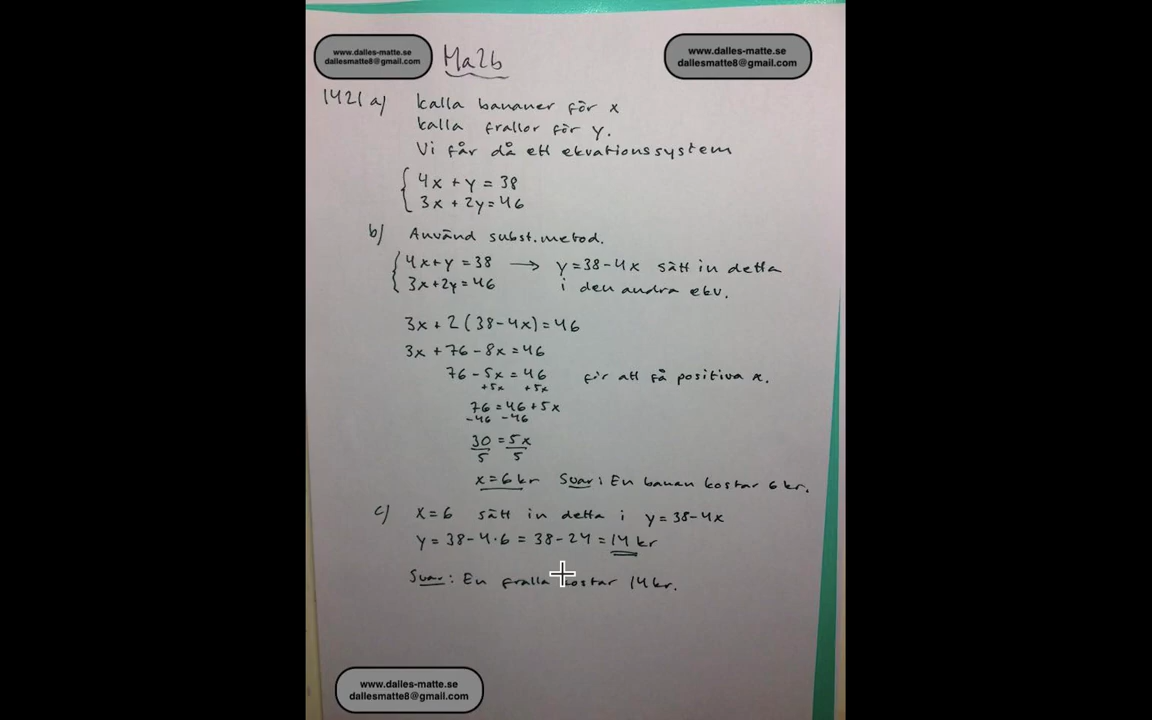 www.dalles-matte.se
dallesmatte8@gmail.com
Ma2b
www.dalles-matte.se
dallesmatte8@gmail.com
1421 a) kalla bananer för x
kalla frallor för y.
Vi får då ett ekvationssystem
4x + y = 38
3x + 2y = 46
b) Använd subst.metod.
4x+y = 38 → y = 38-4x sätt in detta
3x+2y = 46 i den andra ekv.
3x + 2(38-4x) = 46
3x + 76 - 8x = 46
76 - 5x = 46 för att få positiva x.
+5x +5x
76 = 46 + 5x
-46 -46
30 = 5x
5 5
x = 6 kr Svar: En banan kostar 6 kr.
c) x = 6 sätt in detta i y = 38-4x
y = 38 - 4·6 = 38 - 24 = 14 kr
Svar: En fralla kostar 14 kr.
www.dalles-matte.se
dallesmatte8@gmail.com